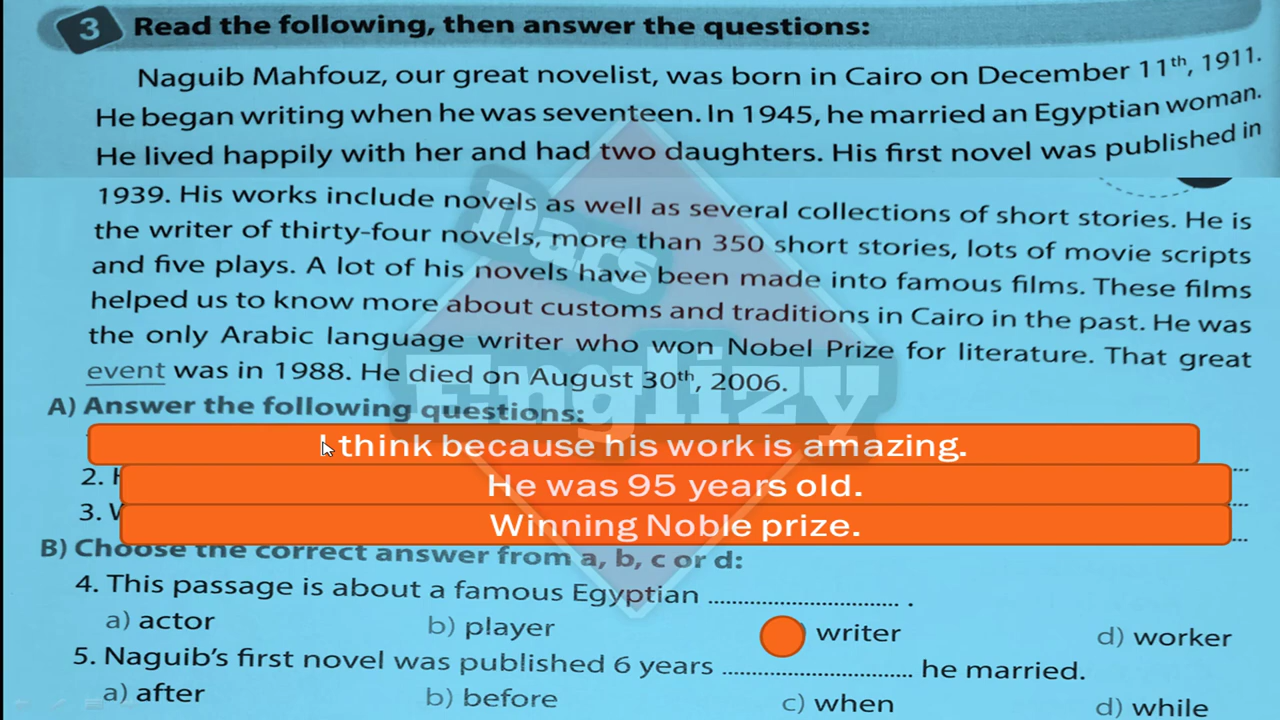 3 Read the following, then answer the questions:
Naguib Mahfouz, our great novelist, was born in Cairo on December 11th, 1911.
He began writing when he was seventeen. In 1945, he married an Egyptian woman.
He lived happily with her and had two daughters. His first novel was published in
1939. His works include novels as well as several collections of short stories. He is
the writer of thirty-four novels, more than 350 short stories, lots of movie scripts
and five plays. A lot of his novels have been made into famous films. These films
helped us to know more about customs and traditions in Cairo in the past. He was
the only Arabic language writer who won Nobel Prize for literature. That great
event was in 1988. He died on August 30th, 2006.
A) Answer the following questions:
I think because his work is amazing.
2. H
He was 95 years old.
3. W
Winning Noble prize.
B) Choose the correct answer from a, b, c or d:
4. This passage is about a famous Egyptian .................................. .
a) actor b) player writer d) worker
5. Naguib's first novel was published 6 years .................................. he married.
a) after b) before c) when d) while
Mars
Englizy